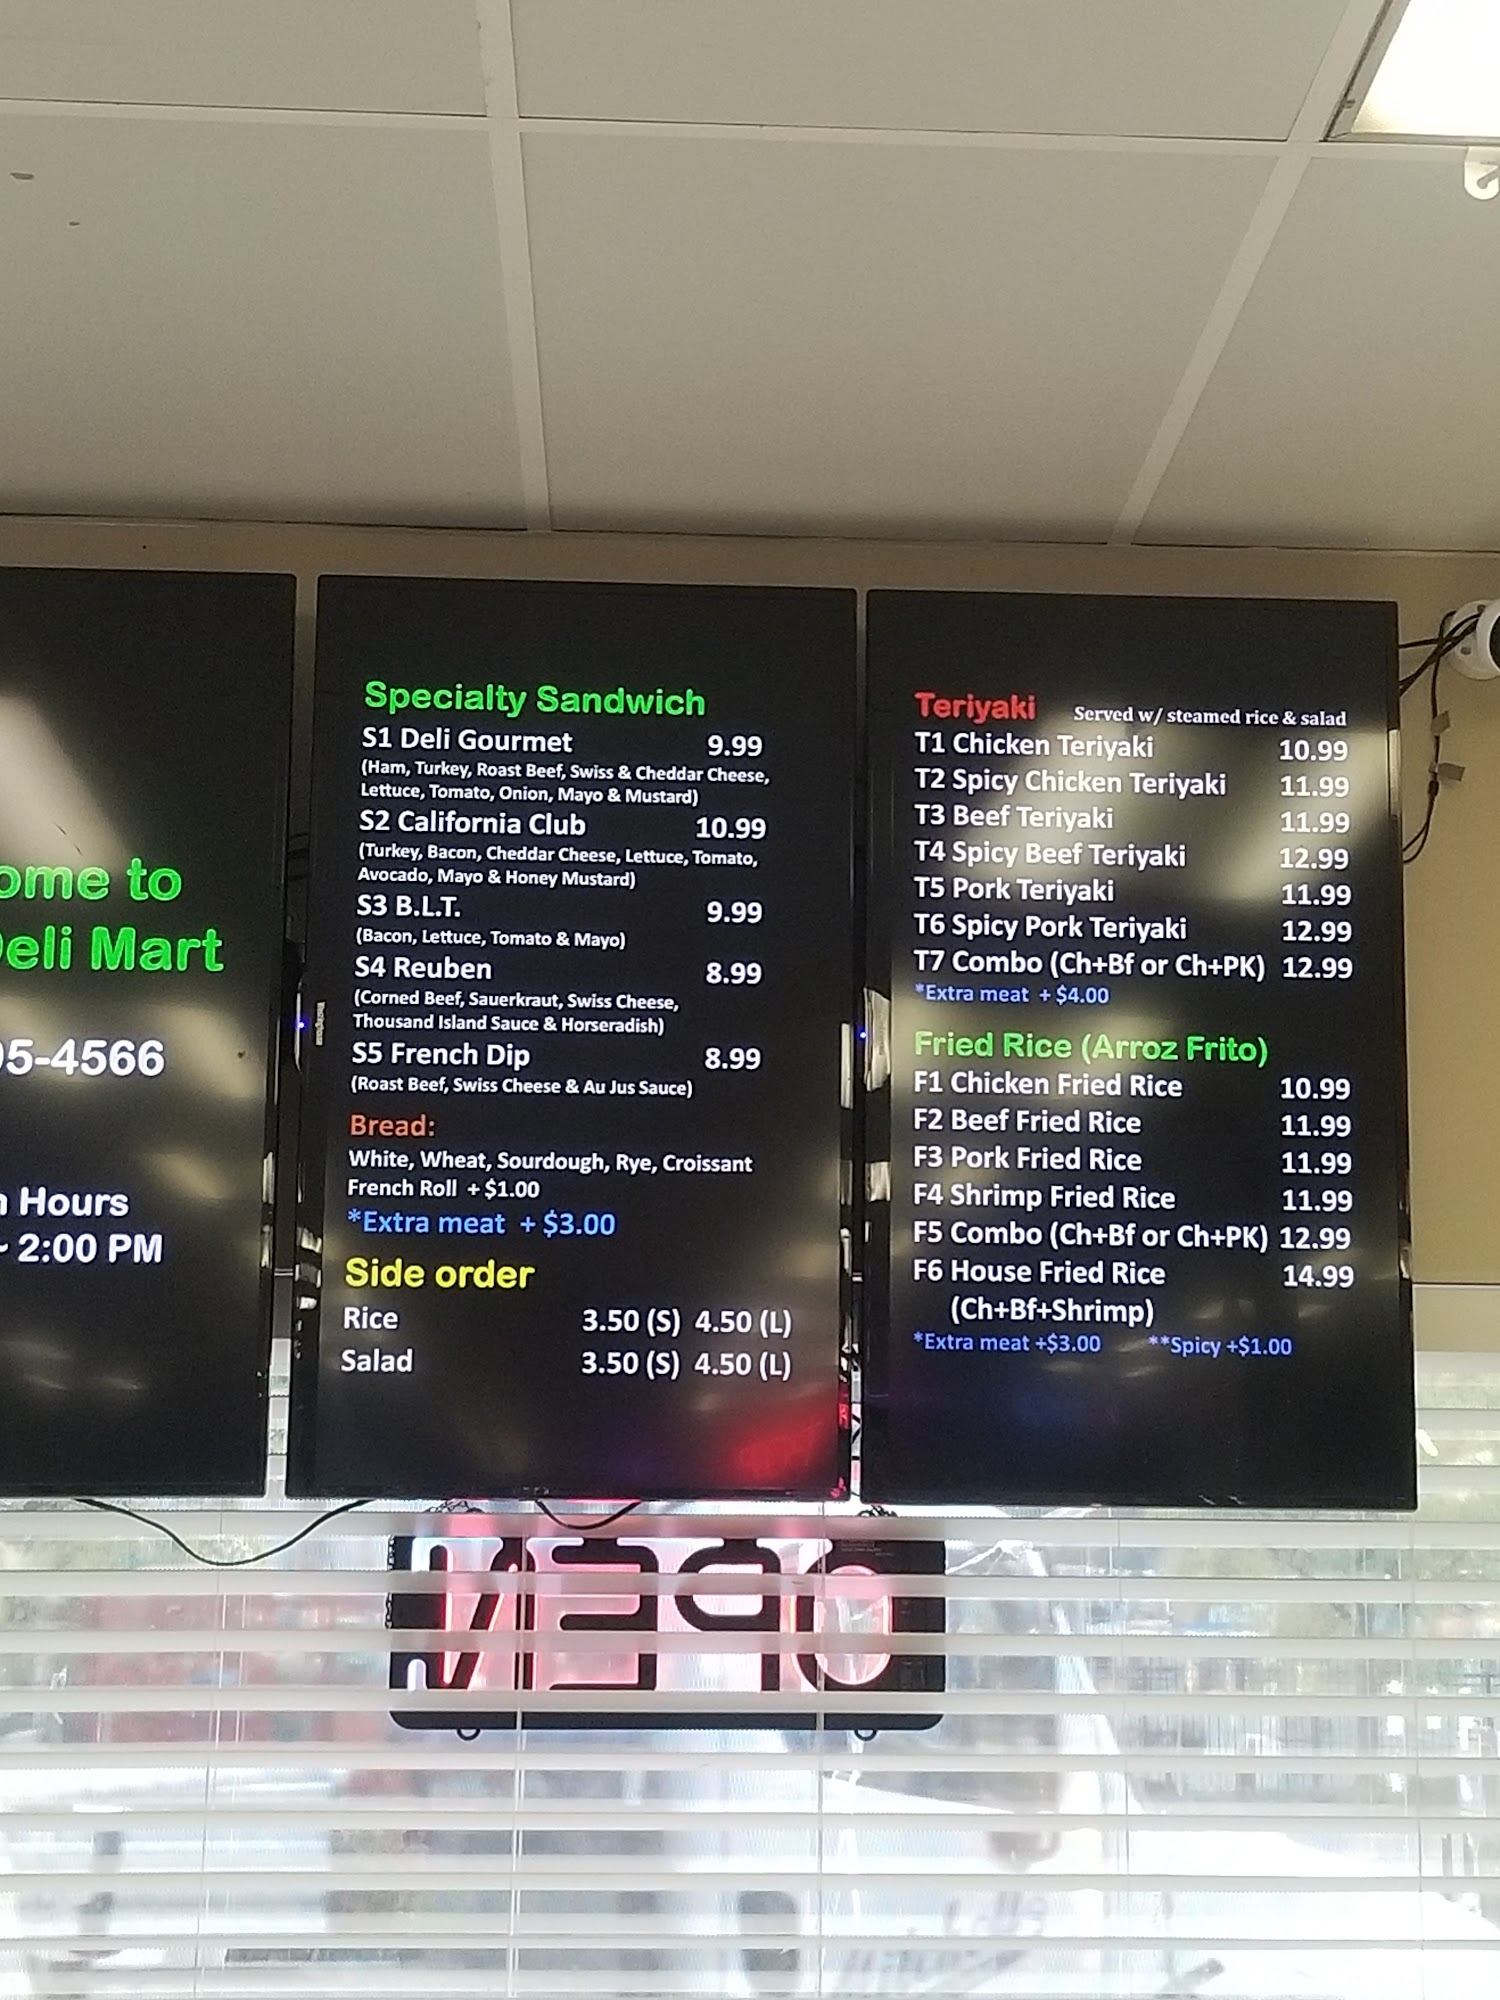 to
Deli Mart
5-4566
Hours
2:00 PM
Specialty Sandwich
S1 Deli Gourmet 9.99
(Ham, Turkey, Roast Beef, Swiss & Cheddar Cheese,
Lettuce, Tomato, Onion, Mayo & Mustard)
S2 California Club 10.99
(Turkey, Bacon, Cheddar Cheese, Lettuce, Tomato,
Avocado, Mayo & Honey Mustard)
S3 B.L.T. 9.99
(Bacon, Lettuce, Tomato & Mayo)
S4 Reuben 8.99
(Corned Beef, Sauerkraut, Swiss Cheese,
Thousand Island Sauce & Horseradish)
S5 French Dip 8.99
(Roast Beef, Swiss Cheese & Au Jus Sauce)
Bread:
White, Wheat, Sourdough, Rye, Croissant
French Roll + $1.00
*Extra meat + $3.00
Side order
Rice 3.50 (S) 4.50 (L)
Salad 3.50 (S) 4.50 (L)
Teriyaki Served w/ steamed rice & salad
T1 Chicken Teriyaki 10.99
T2 Spicy Chicken Teriyaki 11.99
T3 Beef Teriyaki 11.99
T4 Spicy Beef Teriyaki 12.99
T5 Pork Teriyaki 11.99
T6 Spicy Pork Teriyaki 12.99
T7 Combo (Ch+Bf or Ch+PK) 12.99
*Extra meat + $4.00
Fried Rice (Arroz Frito)
F1 Chicken Fried Rice 10.99
F2 Beef Fried Rice 11.99
F3 Pork Fried Rice 11.99
F4 Shrimp Fried Rice 11.99
F5 Combo (Ch+Bf or Ch+PK) 12.99
F6 House Fried Rice 14.99
(Ch+Bf+Shrimp)
*Extra meat +$3.00 **Spicy +$1.00
OPEN